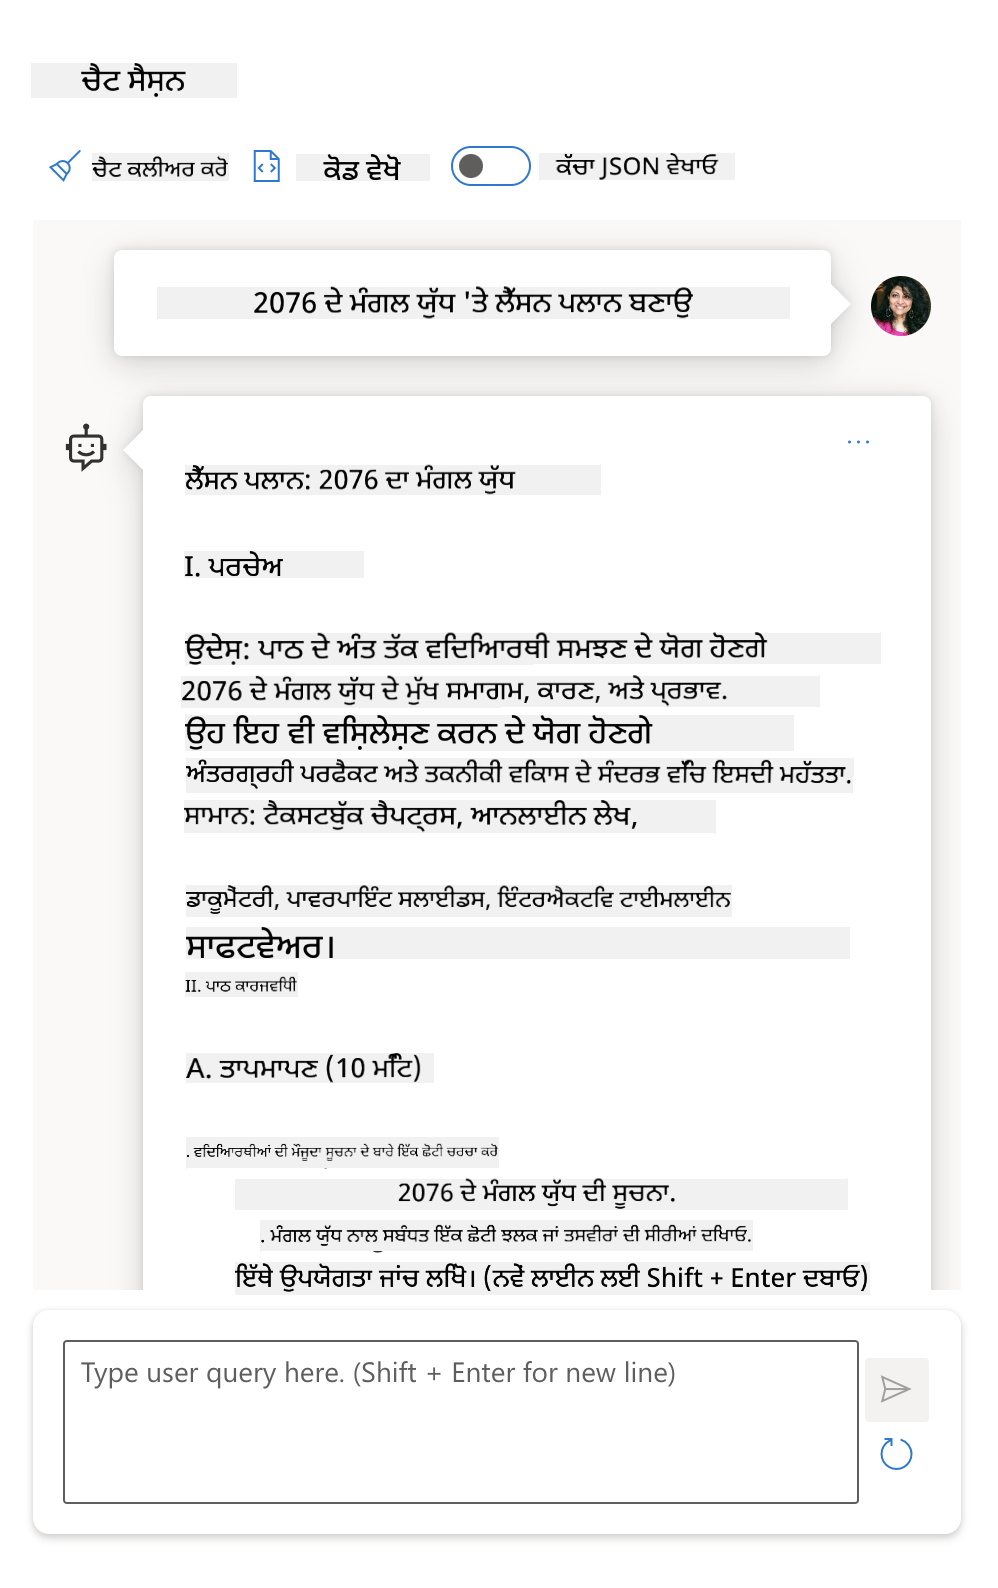 ਚੈਟ ਸੈਸ਼ਨ
ਚੈਟ ਕਲੀਅਰ ਕਰੋ
ਕੋਡ ਵੇਖੋ
ਕੱਚਾ JSON ਵੇਖਾਓ
2076 ਦੇ ਮੰਗਲ ਯੁੱਧ 'ਤੇ ਲੈੱਸਨ ਪਲਾਨ ਬਣਾਉ
ਲੈੱਸਨ ਪਲਾਨ: 2076 ਦਾ ਮੰਗਲ ਯੁੱਧ
I. ਪਰਚੇਅ
ਉਦੇਸ਼: ਪਾਠ ਦੇ ਅੰਤ ਤੱਕ ਵਦਿਆਿਰਥੀ ਸਮਝਣ ਦੇ ਯੋਗ ਹੋਣਗੇ
2076 ਦੇ ਮੰਗਲ ਯੁੱਧ ਦੇ ਮੁੱਖ ਸਮਾਗਮ, ਕਾਰਣ, ਅਤੇ ਪ੍ਰਭਾਵ.
ਉਹ ਇਹ ਵੀ ਵਸ਼ਿਲੇਸ਼ਣ ਕਰਨ ਦੇ ਯੋਗ ਹੋਣਗੇ
ਅੰਤਰਗ੍ਰਹੀ ਪਰਫੈਕਟ ਅਤੇ ਤਕਨੀਕੀ ਵਕਿਾਸ ਦੇ ਸੰਦਰਭ ਵੱਚਿ ਇਸਦੀ ਮਹੱਤਤਾ.
ਸਾਮਾਨ: ਟੈਕਸਟਬੁੱਕ ਚੈਪਟ੍ਰਸ, ਆਨਲਾਈਨ ਲੇਖ,
ਡਾਕੂਮੈਂਟਰੀ, ਪਾਵਰਪਾਇੰਟ ਸਲਾਈਡਸ, ਇੰਟਰਐਕਟਵਿ ਟਾਈਮਲਾਈਨ
ਸਾਫਟਵੇਅਰ।
II. ਪਾਠ ਕਾਰਜਵਧਿੀ
A. ਤਾਪਮਾਪਣ (10 ਮਿੰਟ)
. ਵਦਿਆਿਰਥੀਆਂ ਦੀ ਮੌਜੂਦਾ ਸੂਚਨਾ ਦੇ ਬਾਰੇ ਇੱਕ ਛੋਟੀ ਚਰਚਾ ਕਰੋ
2076 ਦੇ ਮੰਗਲ ਯੁੱਧ ਦੀ ਸੂਚਨਾ.
. ਮੰਗਲ ਯੁੱਧ ਨਾਲ ਸਬੰਧਤ ਇੱਕ ਛੋਟੀ ਝਲਕ ਜਾਂ ਤਸਵੀਰਾਂ ਦੀ ਸੀਰੀਆਂ ਦਖਿਾਓ.
ਇੱਥੇ ਉਪਯੋਗਤਾ ਜਾਂਚ ਲਖਿੋ। (ਨਵੇਂ ਲਾਈਨ ਲਈ Shift + Enter ਦਬਾਓ)
Type user query here. (Shift + Enter for new line)